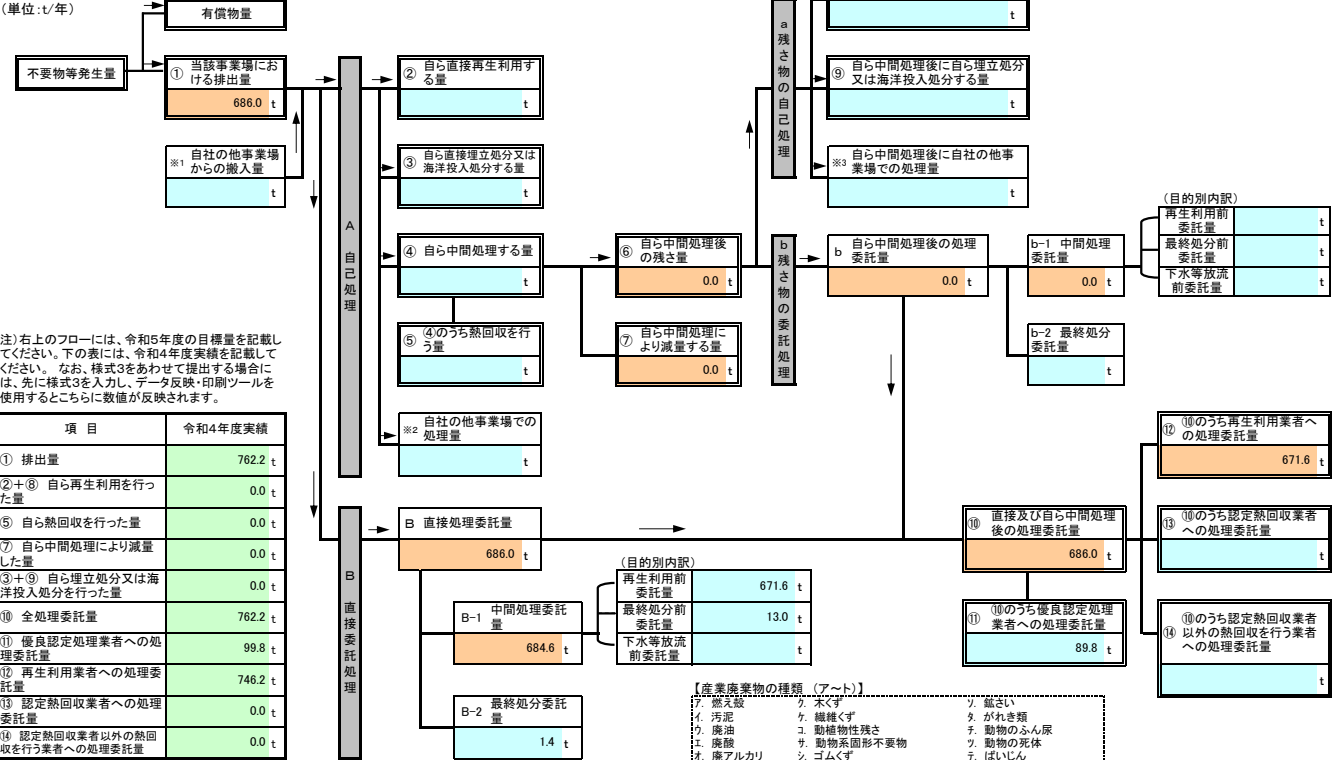 (単位:t/年)
有償物量
不要物等発生量
① 当該事業場にお
ける排出量
686.0 t
※1 自社の他事業場
からの搬入量
t
A 自己処理
② 自ら直接再生利用す
る量
t
③ 自ら直接埋立処分又は
海洋投入処分する量
t
④ 自ら中間処理する量
t
⑤ ④のうち熱回収を行
う量
t
※2 自社の他事業場での
処理量
t
⑥ 自ら中間処理後
の残さ量
0.0 t
⑦ 自ら中間処理に
より減量する量
0.0 t
a残さ物の自己処理
t
⑨ 自ら中間処理後に自ら埋立処分
又は海洋投入処分する量
t
※3 自ら中間処理後に自社の他事
業場での処理量
t
b残さ物の委託処理
b 自ら中間処理後の処理
委託量
0.0 t
b-1 中間処理
委託量
0.0 t
b-2 最終処分
委託量
t
(目的別内訳)
再生利用前
委託量
t
最終処分前
委託量
t
下水等放流
前委託量
t
注)右上のフローには、令和5年度の目標量を記載し
てください。下の表には、令和4年度実績を記載して
ください。 なお、様式3をあわせて提出する場合に
は、先に様式3を入力し、データ反映・印刷ツールを
使用するとこちらに数値が反映されます。
項 目 令和4年度実績
① 排出量 762.2 t
②+⑧ 自ら再生利用を行っ
た量 0.0 t
⑤ 自ら熱回収を行った量 0.0 t
⑦ 自ら中間処理により減量
した量 0.0 t
③+⑨ 自ら埋立処分又は海
洋投入処分を行った量 0.0 t
⑩ 全処理委託量 762.2 t
⑪ 優良認定処理業者への処
理委託量 99.8 t
⑫ 再生利用業者への処理委
託量 746.2 t
⑬ 認定熱回収業者への処理
委託量 0.0 t
⑭ 認定熱回収業者以外の熱回
収を行う業者への処理委託量 0.0 t
B 直接委託処理
B 直接処理委託量
686.0 t
B-1 中間処理委託
量
684.6 t
B-2 最終処分委託
量
1.4 t
(目的別内訳)
再生利用前
委託量
671.6 t
最終処分前
委託量
13.0 t
下水等放流
前委託量
t
⑩ 直接及び自ら中間処理
後の処理委託量
686.0 t
⑪ ⑩のうち優良認定処理
業者への処理委託量
89.8 t
⑫ ⑩のうち再生利用業者へ
の処理委託量
671.6 t
⑬ ⑩のうち認定熱回収業者
への処理委託量
t
⑭ ⑩のうち認定熱回収業者
以外の熱回収を行う業者
への処理委託量
t
【産業廃棄物の種類 (ア~ト)】
ア. 燃え殻 ク. 木くず ソ. 鉱さい
イ. 汚泥 ケ. 繊維くず タ. がれき類
ウ. 廃油 コ. 動植物性残さ チ. 動物のふん尿
エ. 廃酸 サ. 動物系固形不要物 ツ. 動物の死体
オ. 廃アルカリ シ. ゴムくず テ. ばいじん